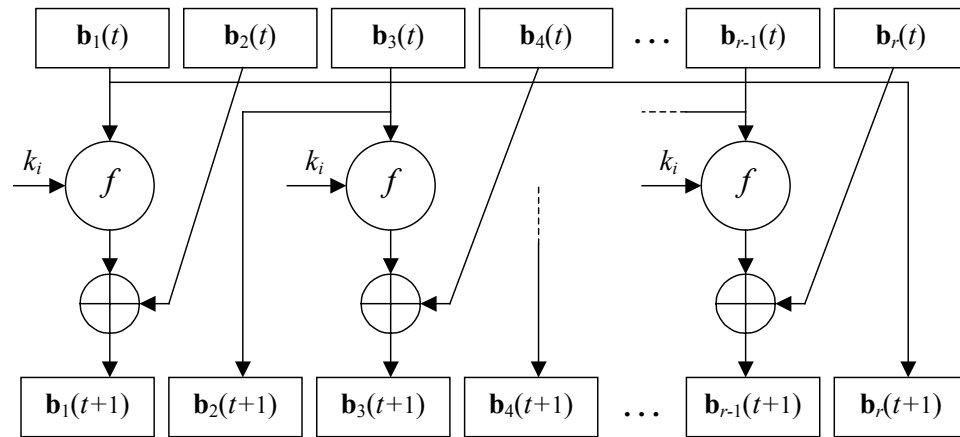 b₁(t) b₂(t) b₃(t) b₄(t) ... bᵣ₋₁(t) bᵣ(t)
kᵢ f kᵢ f kᵢ f
b₁(t+1) b₂(t+1) b₃(t+1) b₄(t+1) ... bᵣ₋₁(t+1) bᵣ(t+1)